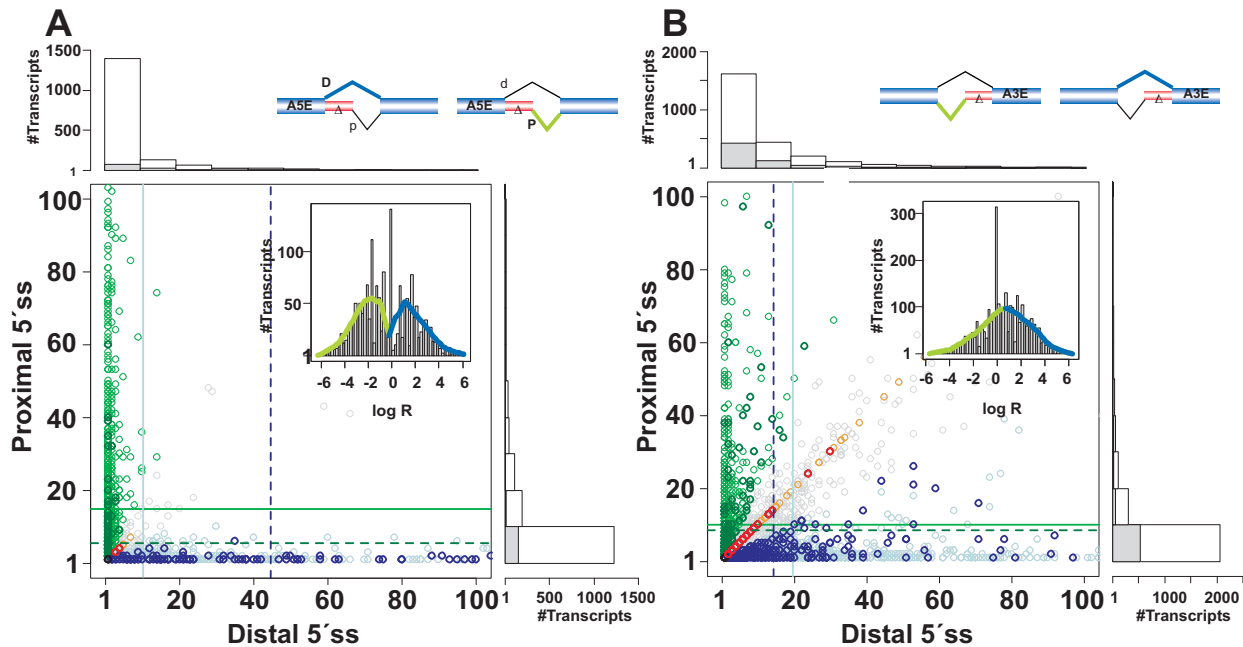 A
#Transcripts
1500
1000
500
1
D
A5E
Δ
p
d
A5E
Δ
P
Proximal 5´ss
100
80
60
40
20
1
#Transcripts
100
50
-6 -4 -2 0 2 4 6
log R
1 20 40 60 80 100
Distal 5´ss
1 500 1500
#Transcripts
B
#Transcripts
2000
1000
1
Δ
A3E
Δ
A3E
Proximal 5´ss
100
80
60
40
20
1
#Transcripts
300
200
100
1
-6 -4 -2 0 2 4 6
log R
1 20 40 60 80 100
Distal 5´ss
1 1000 2000
#Transcripts